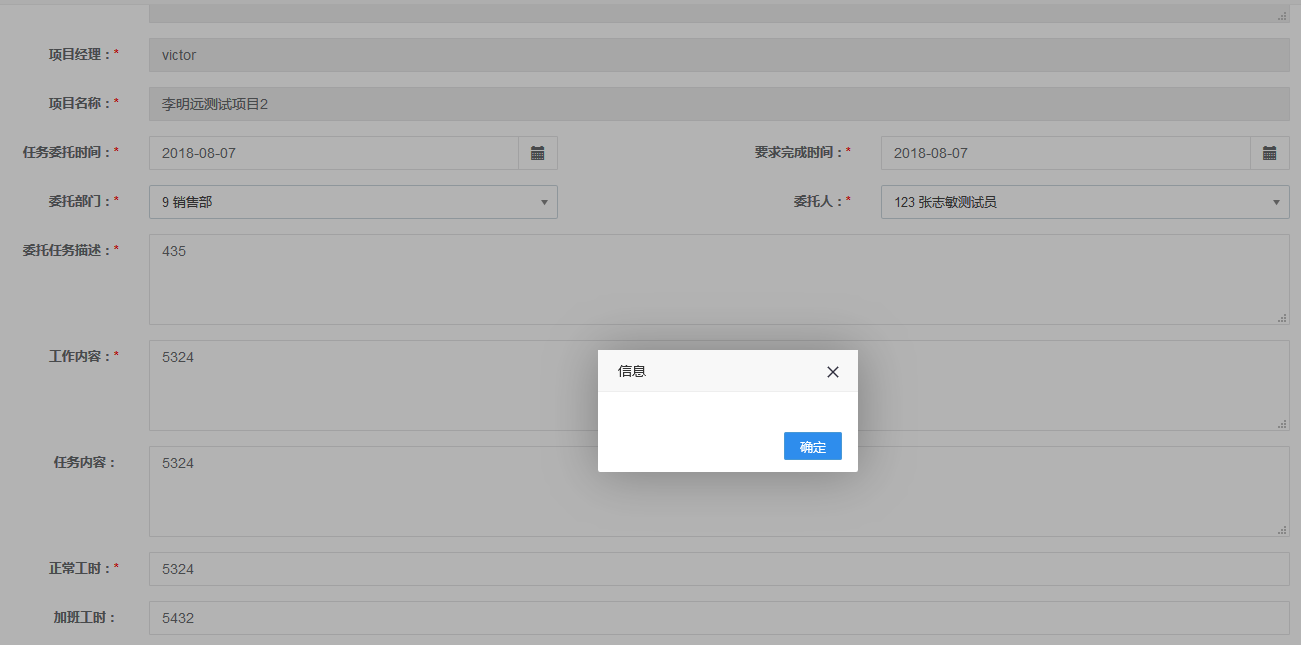 项目经理：*
victor
项目名称：*
李明远测试项目2
任务委托时间：*
2018-08-07
要求完成时间：*
2018-08-07
委托部门：*
9 销售部
委托人：*
123 张志敏测试员
委托任务描述：*
435
工作内容：*
5324
信息
确定
任务内容：
5324
正常工时：*
5324
加班工时：
5432